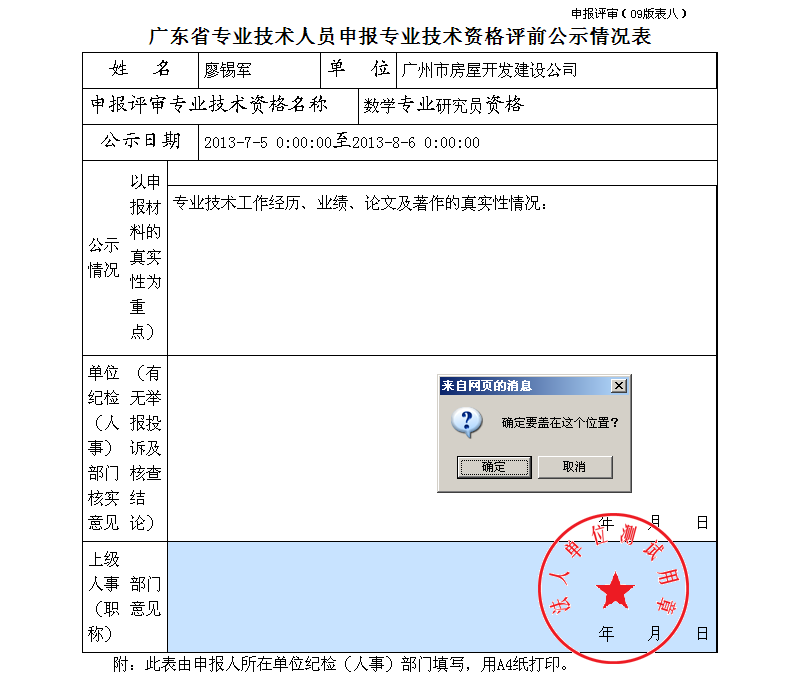 申报评审（09版表八）
广东省专业技术人员申报专业技术资格评前公示情况表
姓 名 廖锡军 单 位 广州市房屋开发建设公司
申报评审专业技术资格名称 数学专业研究员资格
公示日期 2013-7-5 0:00:00至2013-8-6 0:00:00
公示
情况
以申
报材
料的
真实
性为
重
点）
专业技术工作经历、业绩、论文及著作的真实性情况：
单位
纪检
（人
事）
部门
核实
意见
（有
无举
报投
诉及
核查
结
论）
来自网页的消息
确定要盖在这个位置？
确定 取消
年 月 日
上级
人事
（职
称）
部门
意见
法人单位测试用章
年 月 日
附：此表由申报人所在单位纪检（人事）部门填写，用A4纸打印。